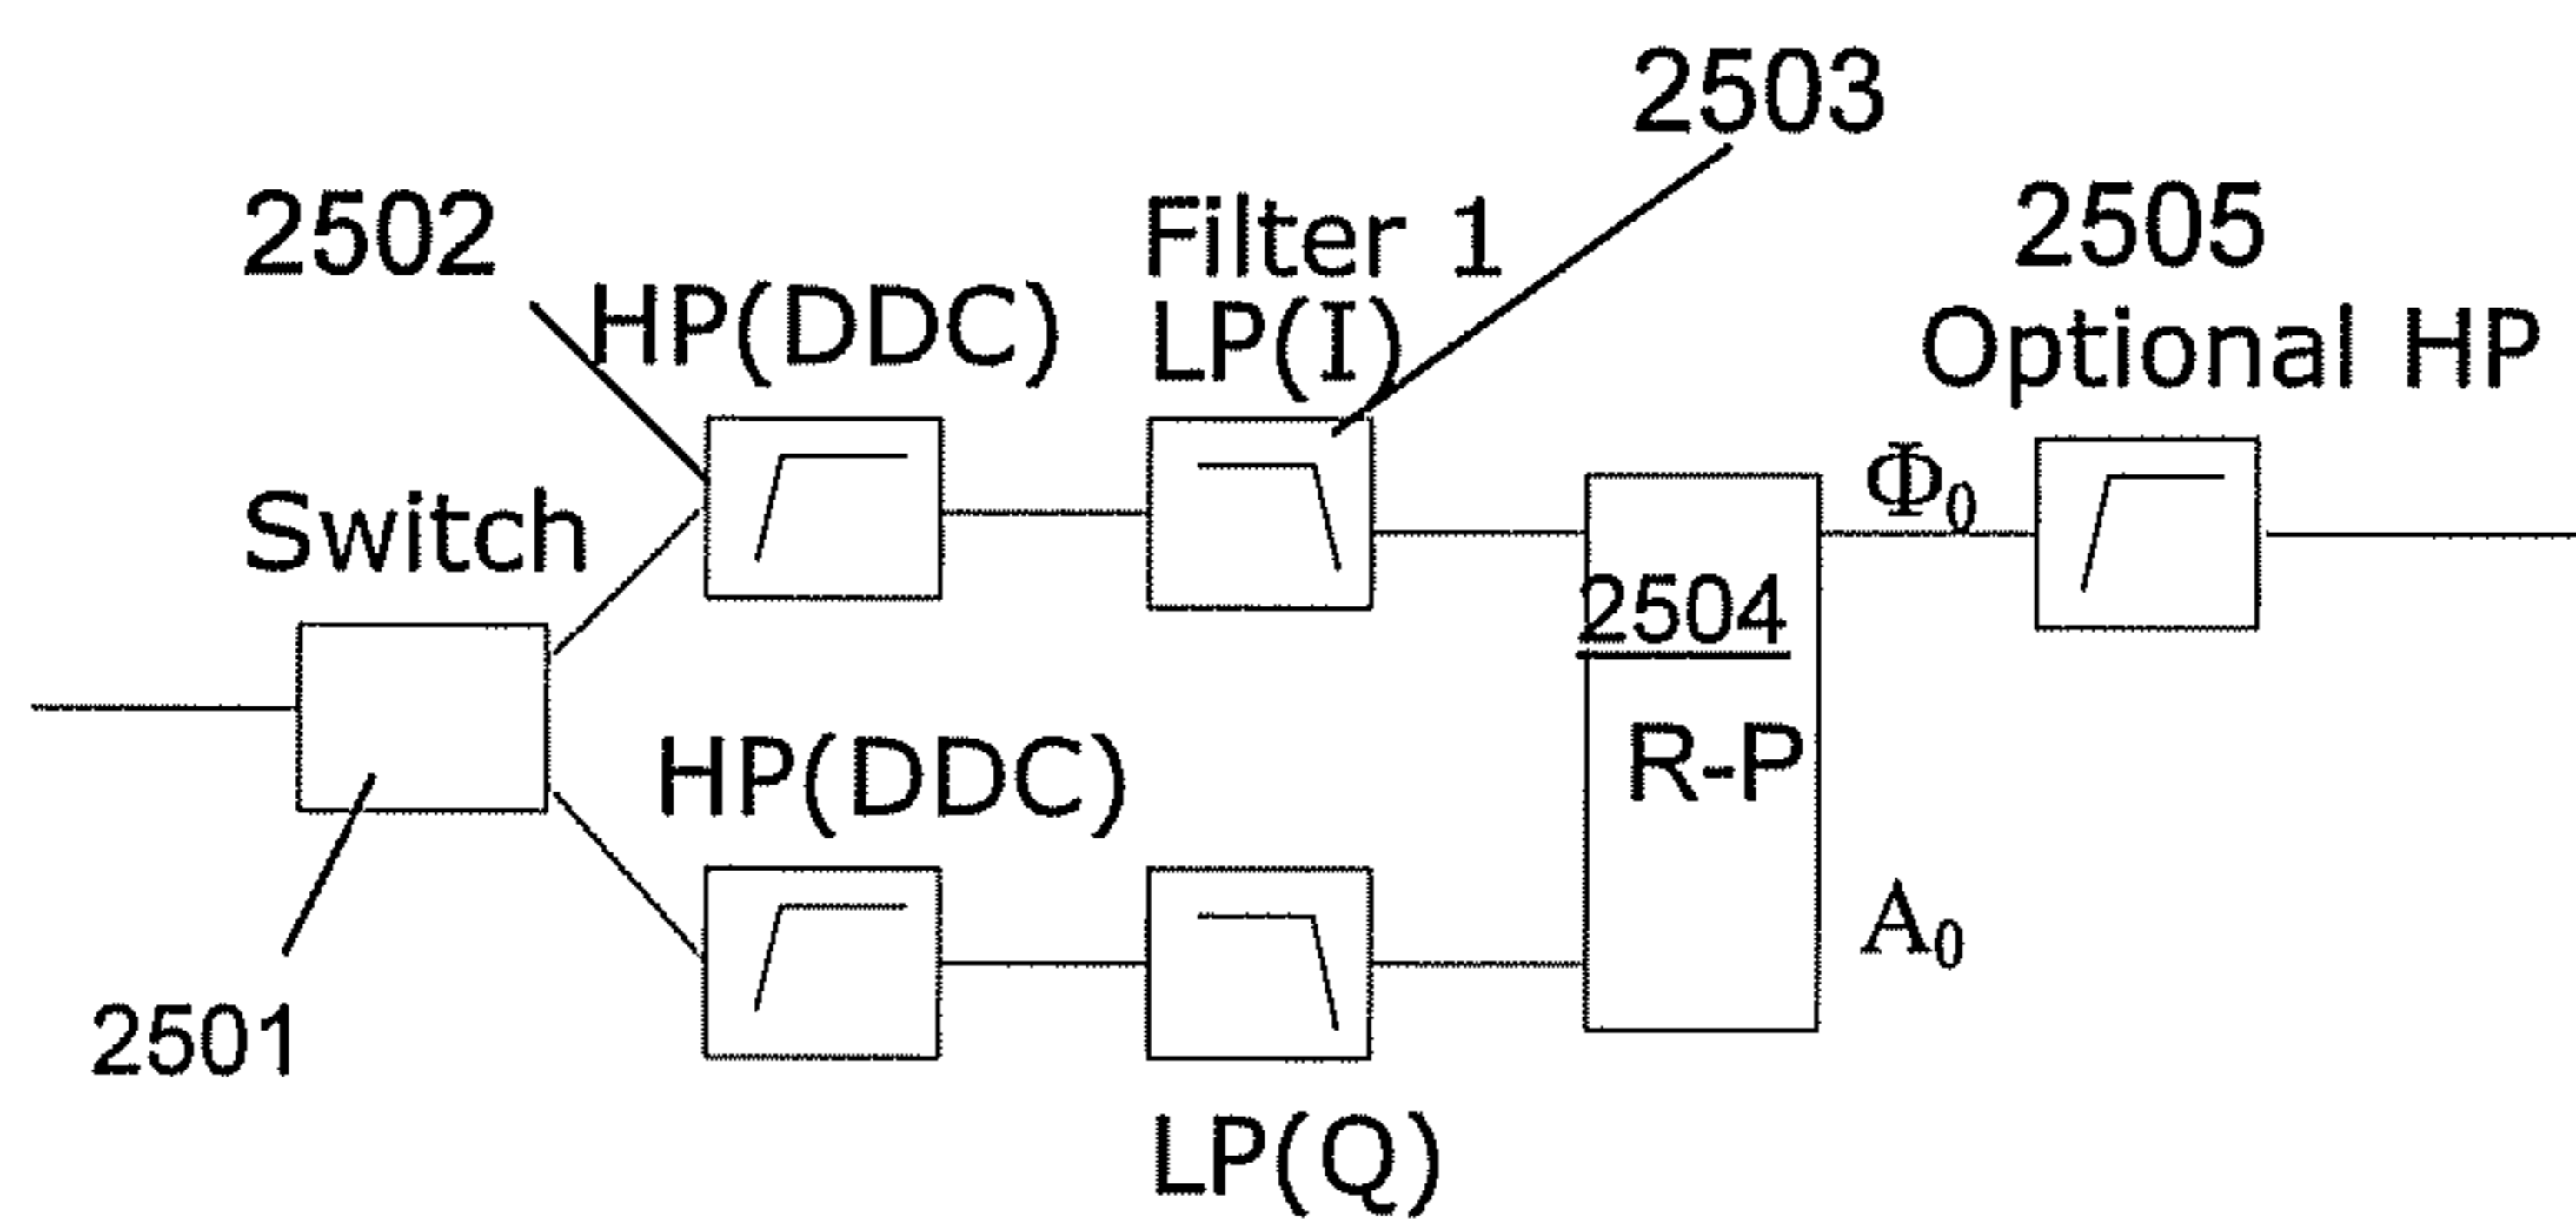 2503
2502
Filter 1
2505
HP(DDC)
LP(I)
Optional HP
Switch
Φ₀
2504
R-P
HP(DDC)
A₀
2501
LP(Q)